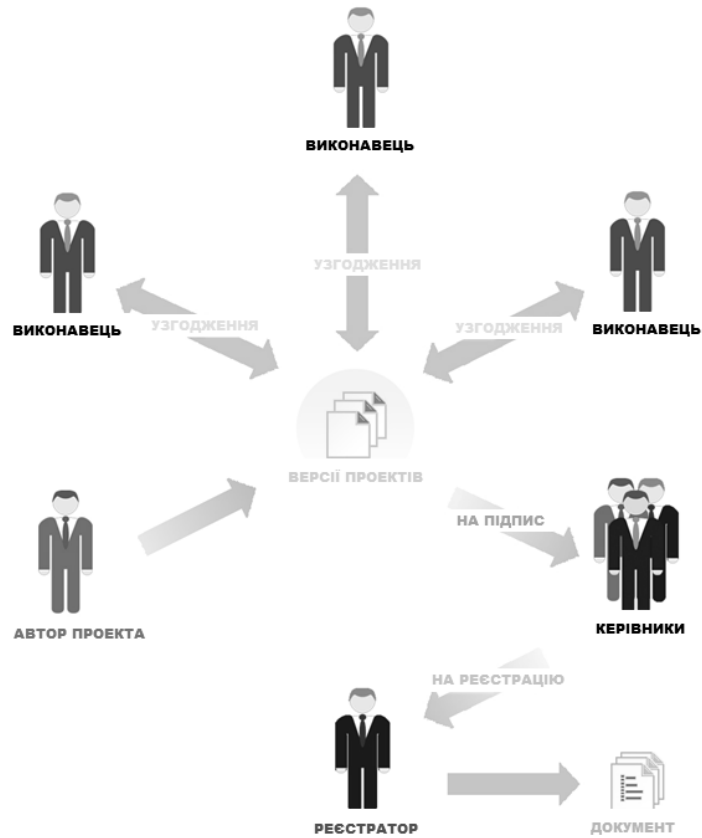 ВИКОНАВЕЦЬ
УЗГОДЖЕННЯ
ВИКОНАВЕЦЬ
УЗГОДЖЕННЯ
УЗГОДЖЕННЯ
ВИКОНАВЕЦЬ
ВЕРСІЇ ПРОЕКТІВ
НА ПІДПИС
АВТОР ПРОЕКТА
КЕРІВНИКИ
НА РЕЄСТРАЦІЮ
РЕЄСТРАТОР
ДОКУМЕНТ